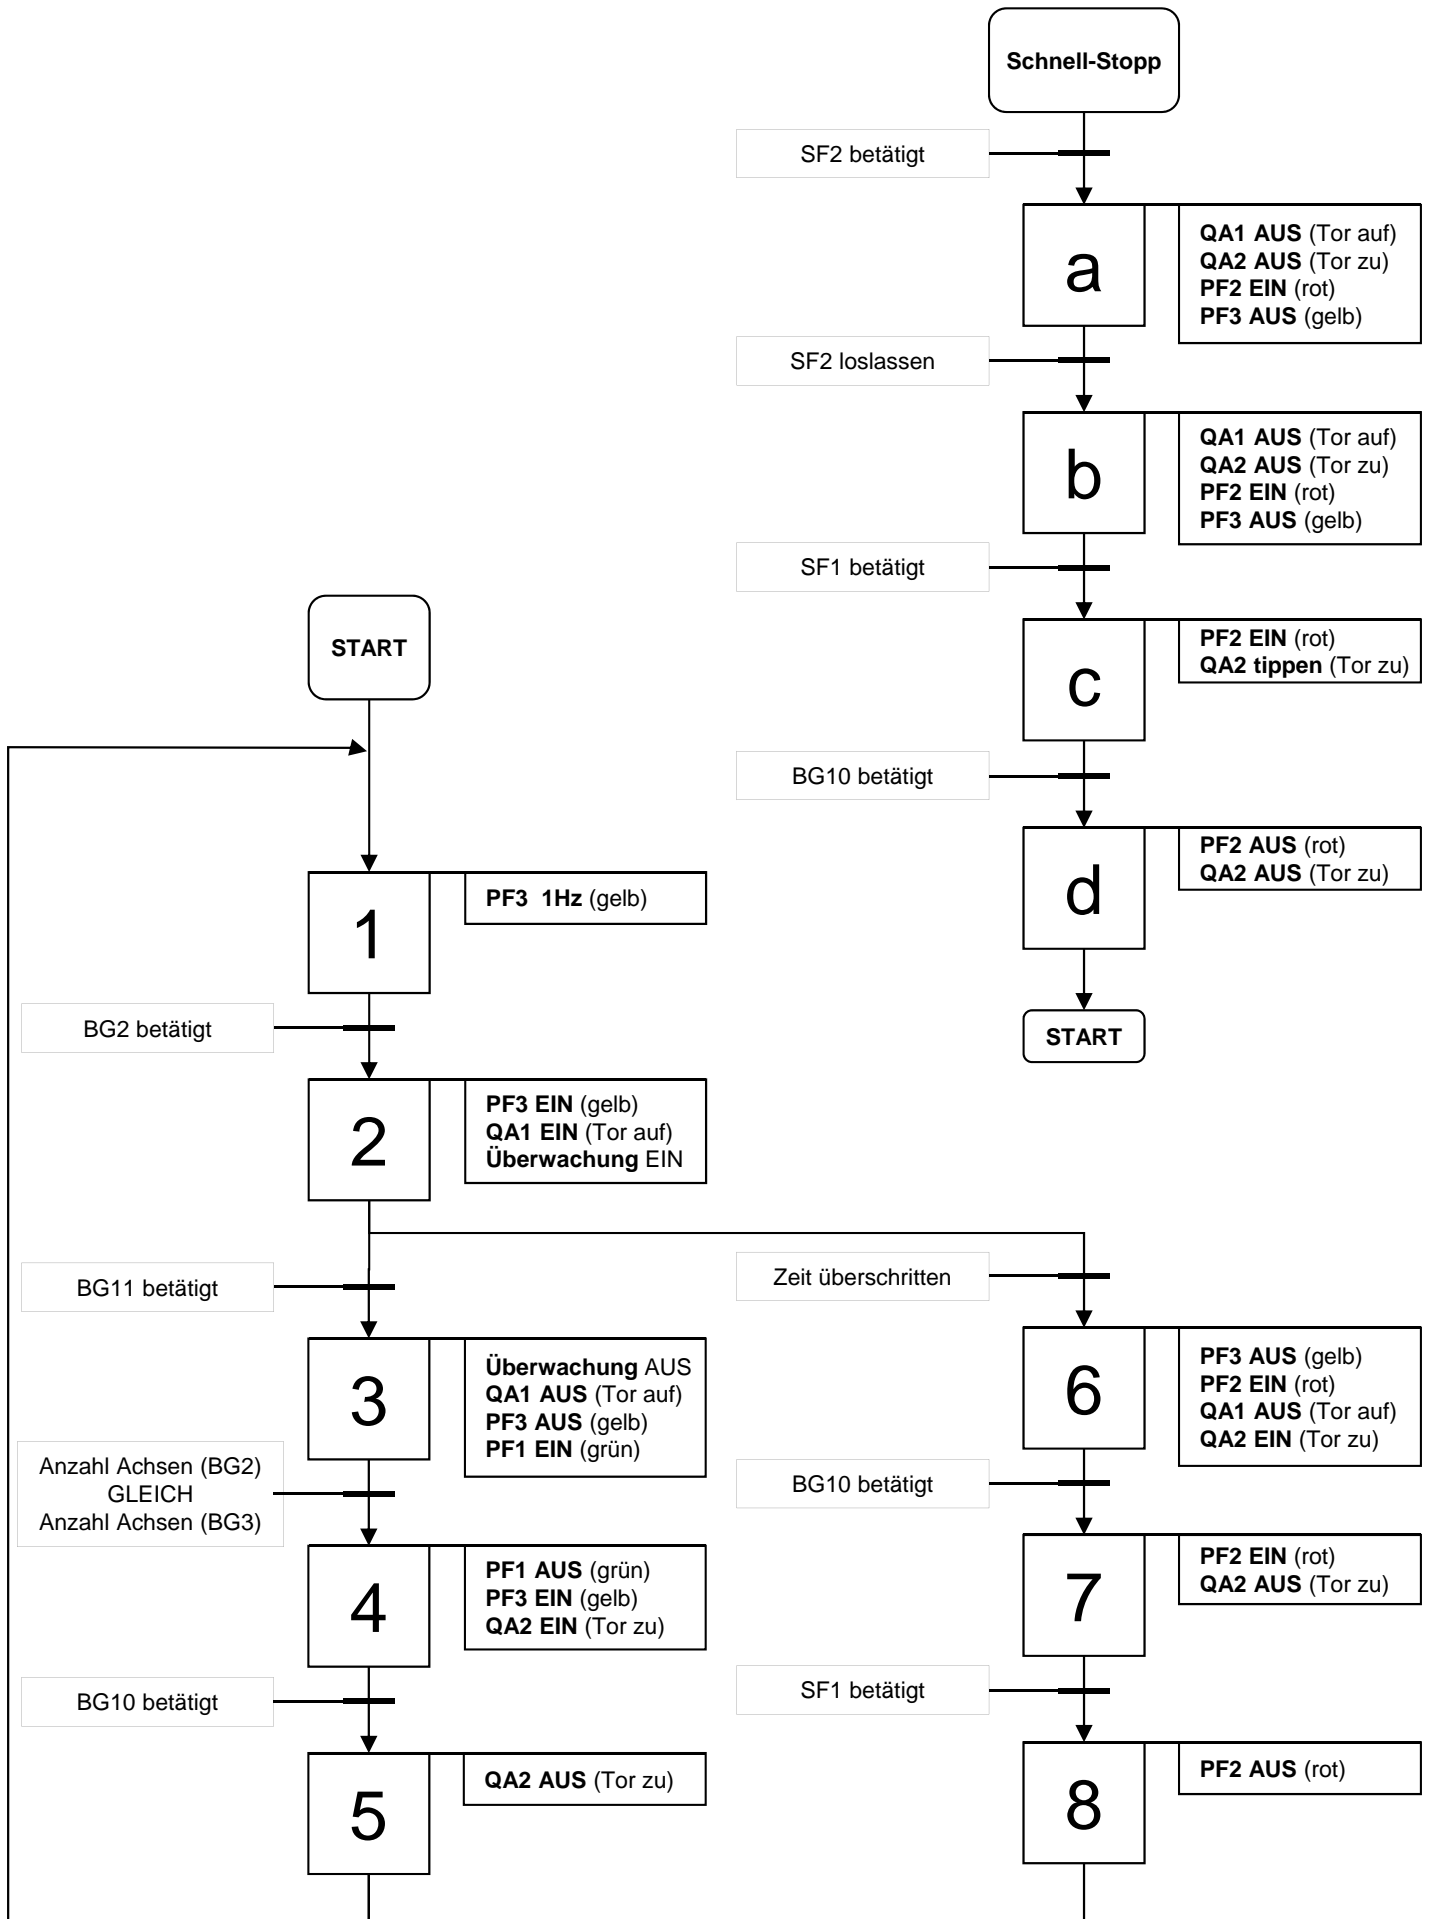 Schnell-Stopp
SF2 betätigt
a
QA1 AUS (Tor auf)
QA2 AUS (Tor zu)
PF2 EIN (rot)
PF3 AUS (gelb)
SF2 loslassen
b
QA1 AUS (Tor auf)
QA2 AUS (Tor zu)
PF2 EIN (rot)
PF3 AUS (gelb)
SF1 betätigt
c
PF2 EIN (rot)
QA2 tippen (Tor zu)
BG10 betätigt
d
PF2 AUS (rot)
QA2 AUS (Tor zu)
START
START
1
PF3 1Hz (gelb)
BG2 betätigt
2
PF3 EIN (gelb)
QA1 EIN (Tor auf)
Überwachung EIN
BG11 betätigt
3
Überwachung AUS
QA1 AUS (Tor auf)
PF3 AUS (gelb)
PF1 EIN (grün)
Anzahl Achsen (BG2)
GLEICH
Anzahl Achsen (BG3)
4
PF1 AUS (grün)
PF3 EIN (gelb)
QA2 EIN (Tor zu)
BG10 betätigt
5
QA2 AUS (Tor zu)
Zeit überschritten
6
PF3 AUS (gelb)
PF2 EIN (rot)
QA1 AUS (Tor auf)
QA2 EIN (Tor zu)
BG10 betätigt
7
PF2 EIN (rot)
QA2 AUS (Tor zu)
SF1 betätigt
8
PF2 AUS (rot)